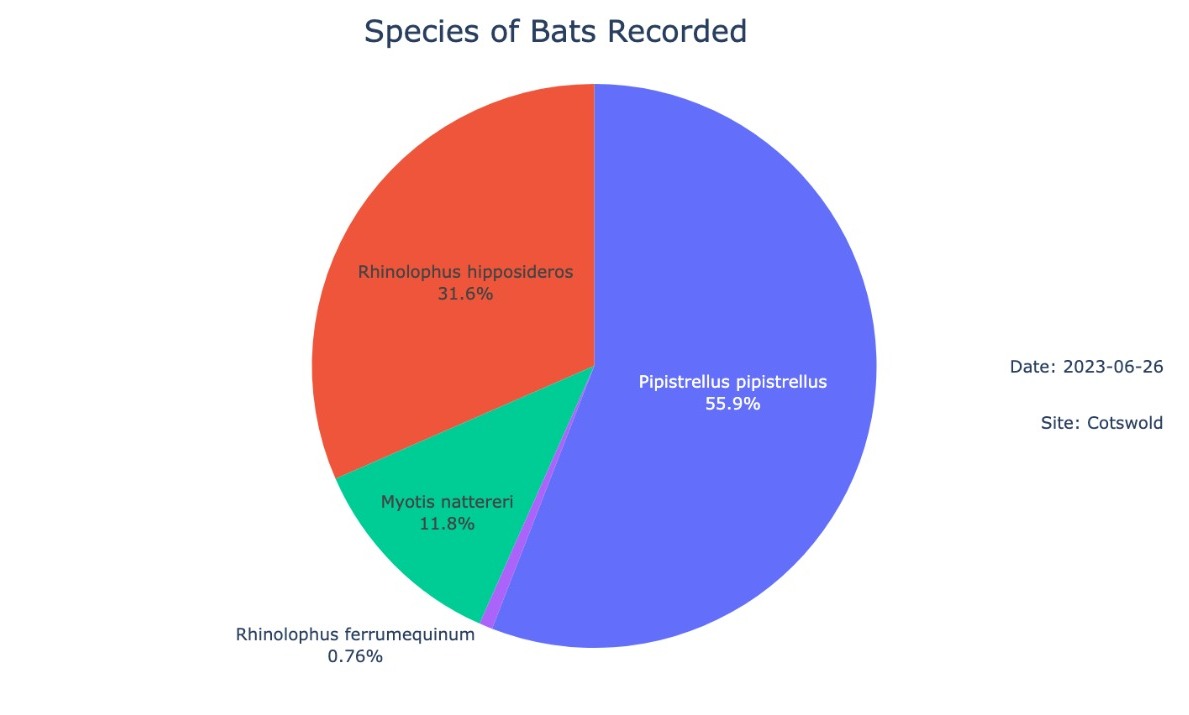 Species of Bats Recorded
Rhinolophus hipposideros
31.6%
Pipistrellus pipistrellus
55.9%
Myotis nattereri
11.8%
Rhinolophus ferrumequinum
0.76%
Date: 2023-06-26
Site: Cotswold